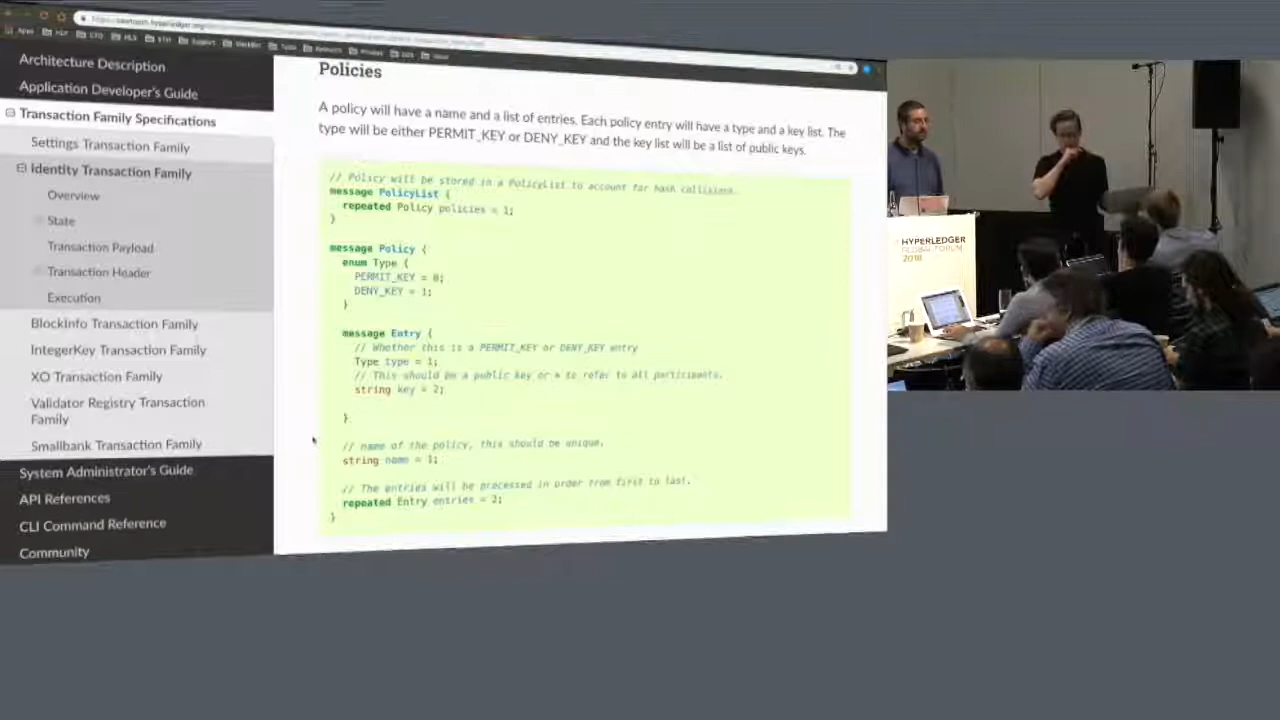 Architecture Description
Application Developer's Guide
Transaction Family Specifications
Settings Transaction Family
Identity Transaction Family
Overview
State
Transaction Payload
Transaction Header
Execution
BlockInfo Transaction Family
IntegerKey Transaction Family
XO Transaction Family
Validator Registry Transaction
Family
Smallbank Transaction Family
System Administrator's Guide
API References
CLI Command Reference
Community
Policies
A policy will have a name and a list of entries. Each policy entry will have a type and a key list. The
type will be either PERMIT_KEY or DENY_KEY and the key list will be a list of public keys.
// Policy will be stored in a PolicyList to account for hash collisions.
message PolicyList {
repeated Policy policies = 1;
}
message Policy {
enum Type {
PERMIT_KEY = 0;
DENY_KEY = 1;
}
message Entry {
// Whether this is a PERMIT_KEY or DENY_KEY entry
Type type = 1;
// This should be a public key or * to refer to all participants.
string key = 2;
}
// name of the policy, this should be unique.
string name = 1;
// The entries will be processed in order from first to last.
repeated Entry entries = 2;
}
HYPERLEDGER
GLOBAL FORUM
2018